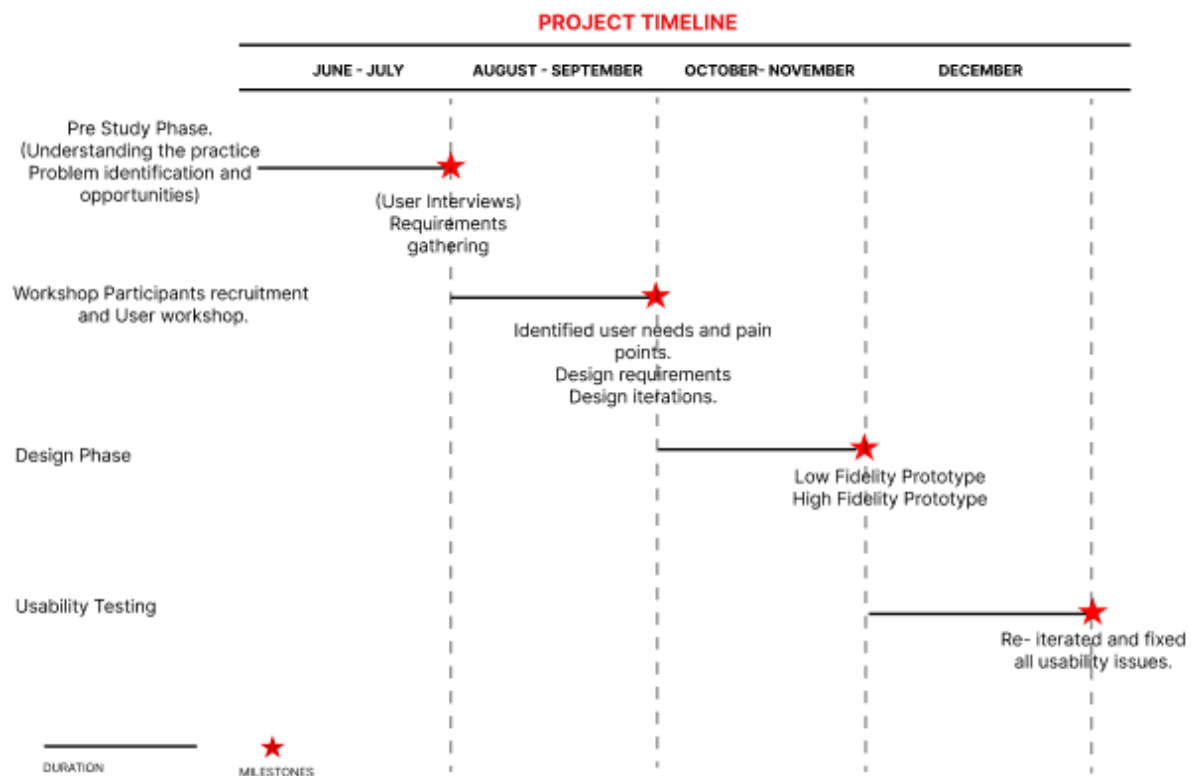 PROJECT TIMELINE
JUNE - JULY
AUGUST - SEPTEMBER
OCTOBER- NOVEMBER
DECEMBER
Pre Study Phase.
(Understanding the practice
Problem identification and
opportunities)
(User Interviews)
Requirements
gathering
Workshop Participants recruitment
and User workshop.
Identified user needs and pain
points.
Design requirements
Design iterations.
Design Phase
Low Fidelity Prototype
High Fidelity Prototype
Usability Testing
Re- iterated and fixed
all usability issues.
DURATION
MILESTONES